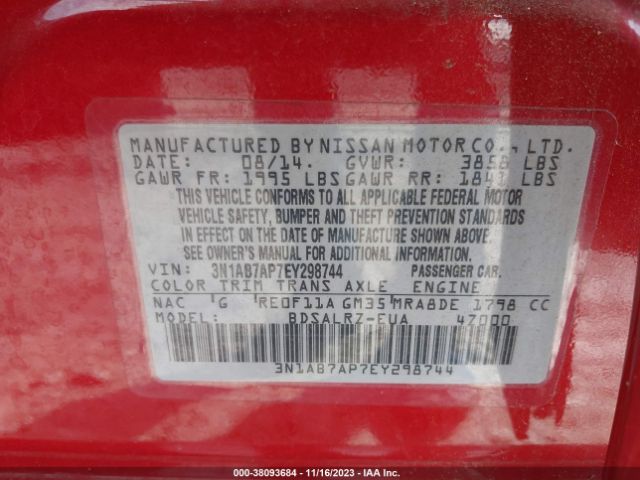 MANUFACTURED BY NISSAN MOTOR CO., LTD.
DATE: 08/14. GVWR: 3858 LBS
GAWR FR: 1995 LBS GAWR RR: 1841 LBS
THIS VEHICLE CONFORMS TO ALL APPLICABLE FEDERAL MOTOR
VEHICLE SAFETY, BUMPER AND THEFT PREVENTION STANDARDS
IN EFFECT ON THE DATE OF MANUFACTURE SHOWN ABOVE.
SEE OWNER'S MANUAL FOR ADDITIONAL INFORMATION
VIN: 3N1AB7AP7EY298744 PASSENGER CAR.
COLOR TRIM TRANS AXLE ENGINE
NAC G RE0F11A GM35 MRA8DE 1798 CC
MODEL: BDSALRZ-EUA 47000
3N1AB7AP7EY298744
000-38093684 - 11/16/2023 - IAA Inc.